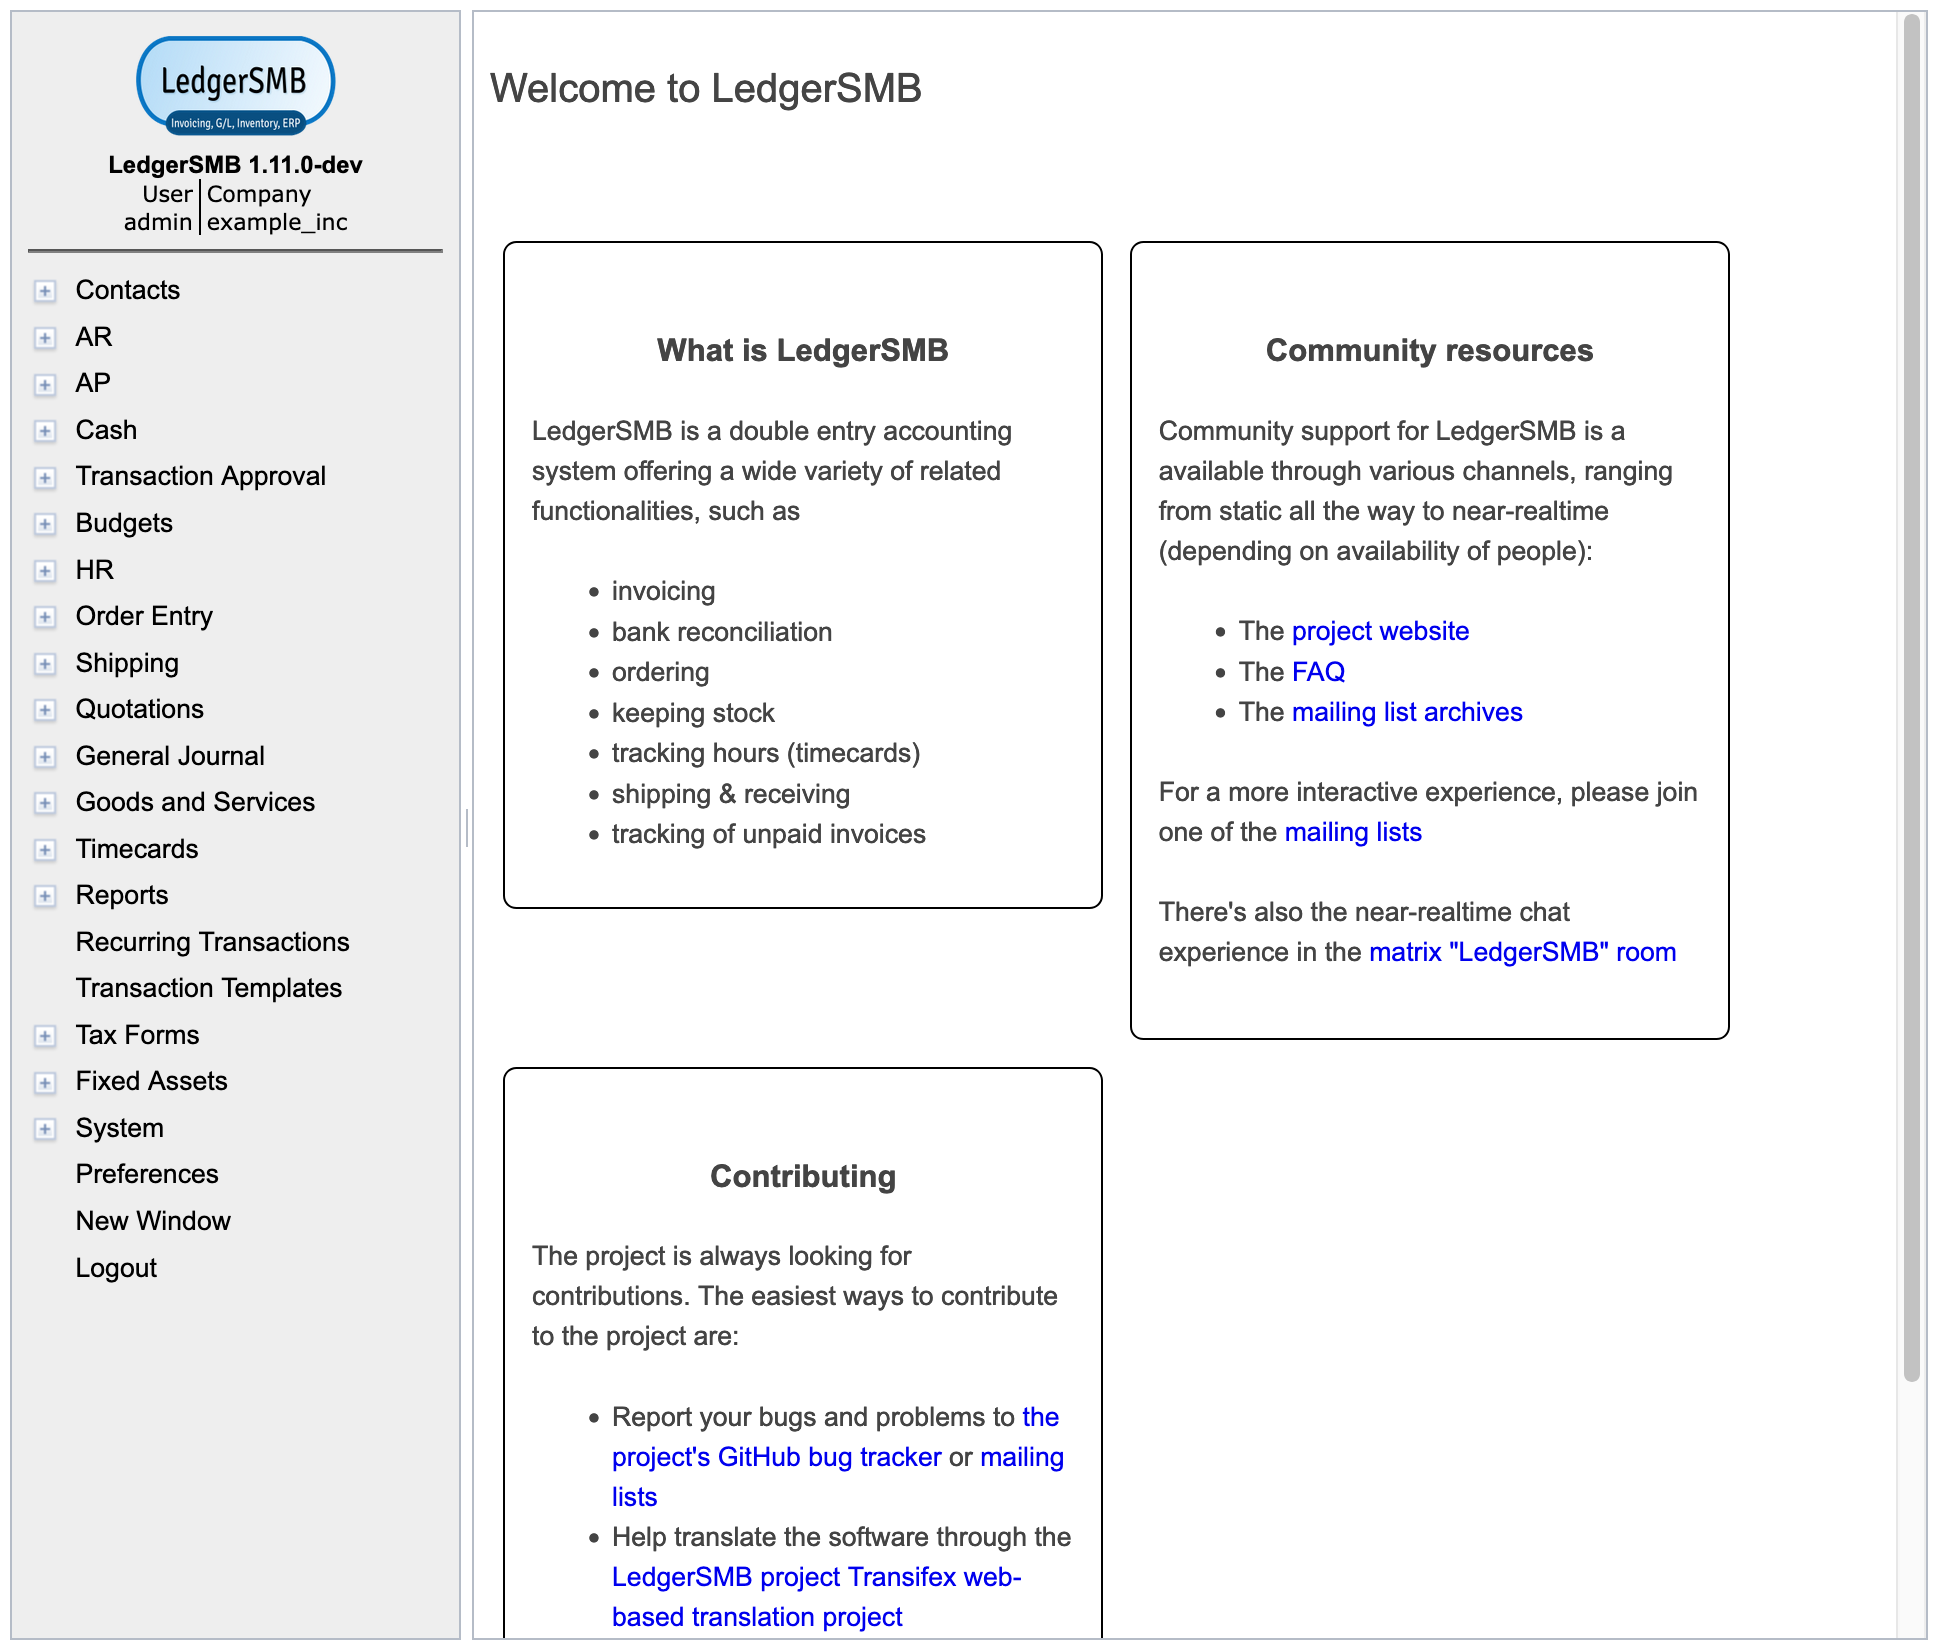 LedgerSMB
Invoicing, G/L, Inventory, ERP
LedgerSMB 1.11.0-dev
User Company
admin example_inc
Contacts
AR
AP
Cash
Transaction Approval
Budgets
HR
Order Entry
Shipping
Quotations
General Journal
Goods and Services
Timecards
Reports
Recurring Transactions
Transaction Templates
Tax Forms
Fixed Assets
System
Preferences
New Window
Logout
Welcome to LedgerSMB
What is LedgerSMB
LedgerSMB is a double entry accounting
system offering a wide variety of related
functionalities, such as
• invoicing
• bank reconciliation
• ordering
• keeping stock
• tracking hours (timecards)
• shipping & receiving
• tracking of unpaid invoices
Community resources
Community support for LedgerSMB is a
available through various channels, ranging
from static all the way to near-realtime
(depending on availability of people):
• The project website
• The FAQ
• The mailing list archives
For a more interactive experience, please join
one of the mailing lists
There's also the near-realtime chat
experience in the matrix "LedgerSMB" room
Contributing
The project is always looking for
contributions. The easiest ways to contribute
to the project are:
• Report your bugs and problems to the
project's GitHub bug tracker or mailing
lists
• Help translate the software through the
LedgerSMB project Transifex web-
based translation project